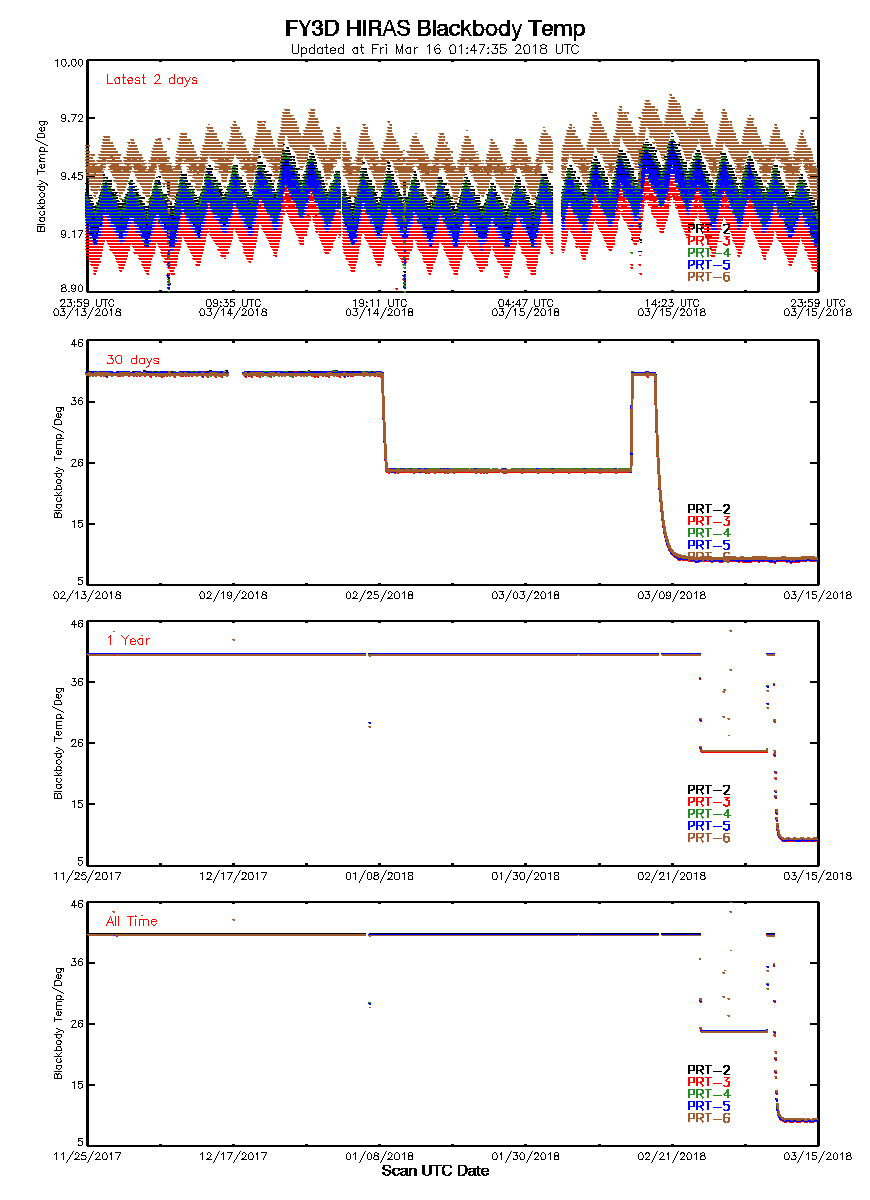 FY3D HIRAS Blackbody Temp
Updated at Fri Mar 16 01:47:35 2018 UTC
Latest 2 days
Blackbody Temp/Deg
10.00
9.72
9.45
9.17
8.90
PRT-2
PRT-3
PRT-4
PRT-5
PRT-6
23:59 UTC 09:35 UTC 19:11 UTC 04:47 UTC 14:23 UTC 23:59 UTC
03/13/2018 03/14/2018 03/14/2018 03/15/2018 03/15/2018 03/15/2018
30 days
Blackbody Temp/Deg
46
36
26
15
5
PRT-2
PRT-3
PRT-4
PRT-5
PRT-6
02/13/2018 02/19/2018 02/25/2018 03/03/2018 03/09/2018 03/15/2018
1 Year
Blackbody Temp/Deg
46
36
26
15
5
PRT-2
PRT-3
PRT-4
PRT-5
PRT-6
11/25/2017 12/17/2017 01/08/2018 01/30/2018 02/21/2018 03/15/2018
All Time
Blackbody Temp/Deg
46
36
26
15
5
PRT-2
PRT-3
PRT-4
PRT-5
PRT-6
11/25/2017 12/17/2017 01/08/2018 01/30/2018 02/21/2018 03/15/2018
Scan UTC Date